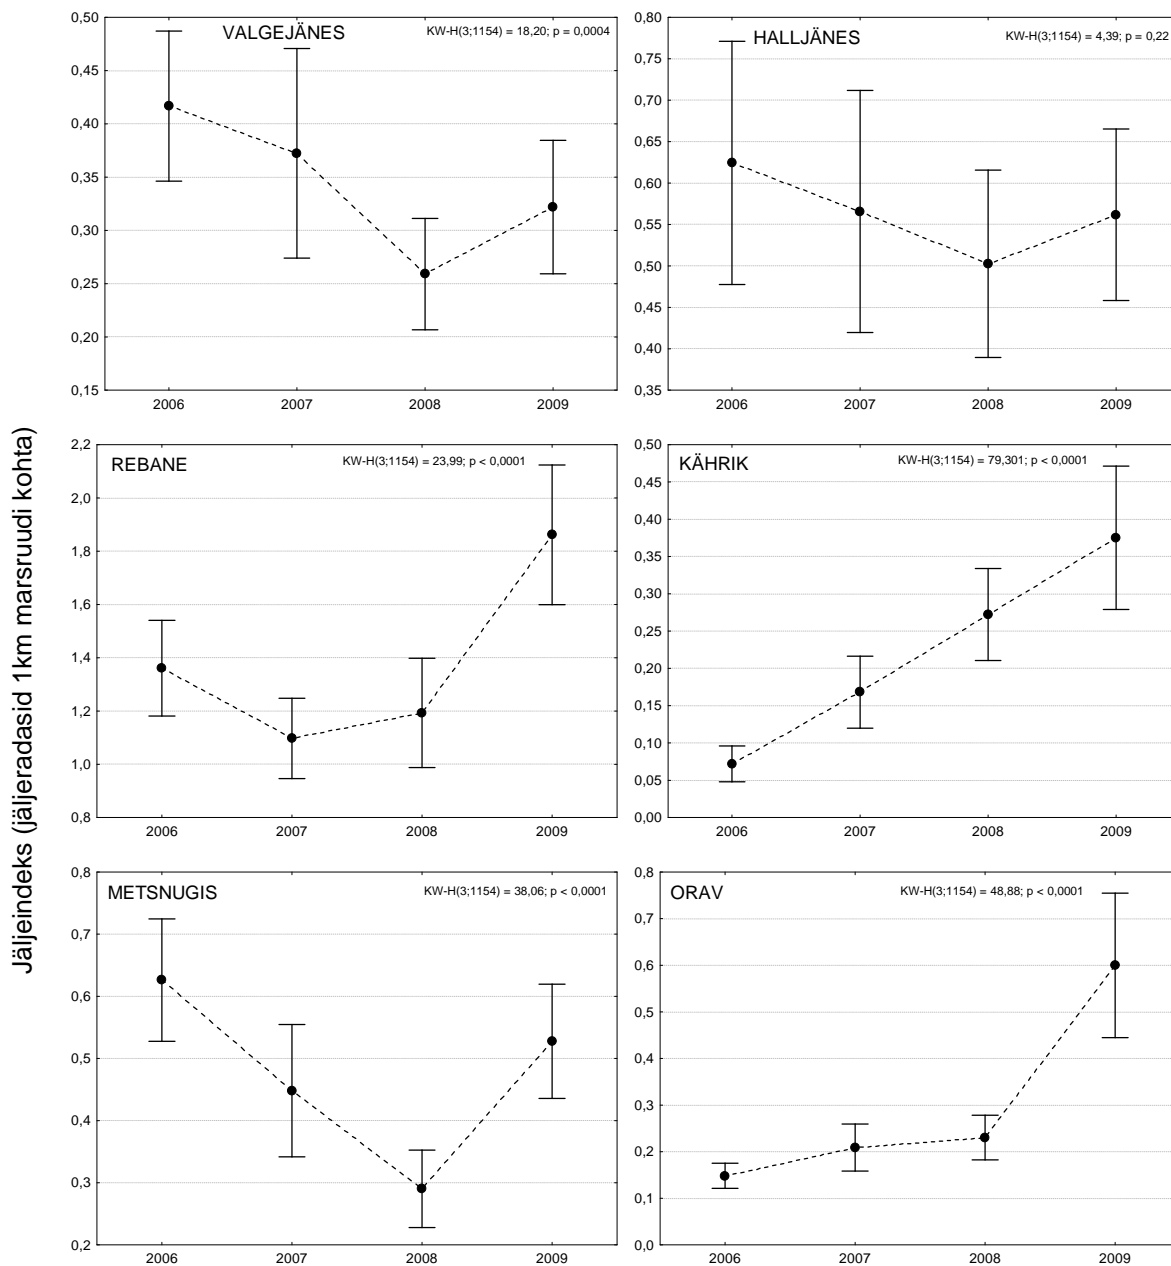 Jäljeindeks (jäljeradasid 1km marsruudi kohta)
VALGEJÄNES
KW-H(3;1154) = 18,20; p = 0,0004
0,50
0,45
0,40
0,35
0,30
0,25
0,20
0,15
2006 2007 2008 2009
HALLJÄNES
KW-H(3;1154) = 4,39; p = 0,22
0,80
0,75
0,70
0,65
0,60
0,55
0,50
0,45
0,40
0,35
2006 2007 2008 2009
REBANE
KW-H(3;1154) = 23,99; p < 0,0001
2,2
2,0
1,8
1,6
1,4
1,2
1,0
0,8
2006 2007 2008 2009
KÄHRIK
KW-H(3;1154) = 79,301; p < 0,0001
0,50
0,45
0,40
0,35
0,30
0,25
0,20
0,15
0,10
0,05
0,00
2006 2007 2008 2009
METSNUGIS
KW-H(3;1154) = 38,06; p < 0,0001
0,8
0,7
0,6
0,5
0,4
0,3
0,2
2006 2007 2008 2009
ORAV
KW-H(3;1154) = 48,88; p < 0,0001
0,8
0,7
0,6
0,5
0,4
0,3
0,2
0,1
0,0
2006 2007 2008 2009